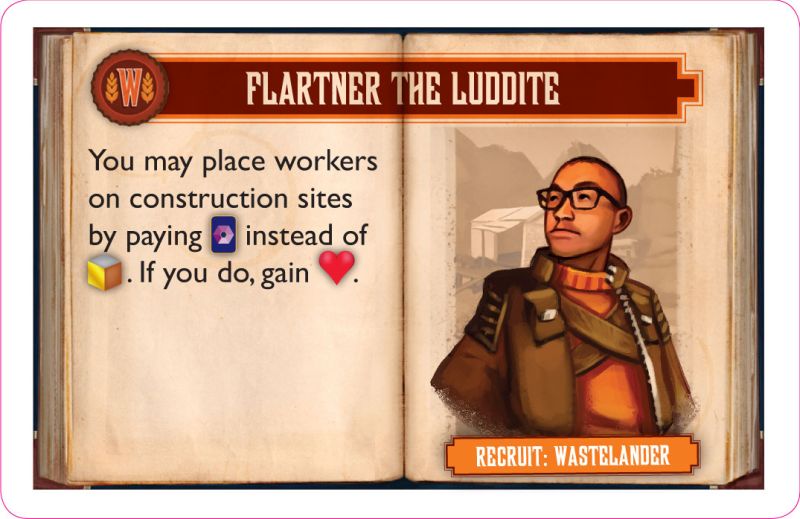 W
FLARTNER THE LUDDITE
You may place workers
on construction sites
by paying instead of
. If you do, gain .
RECRUIT: WASTELANDER